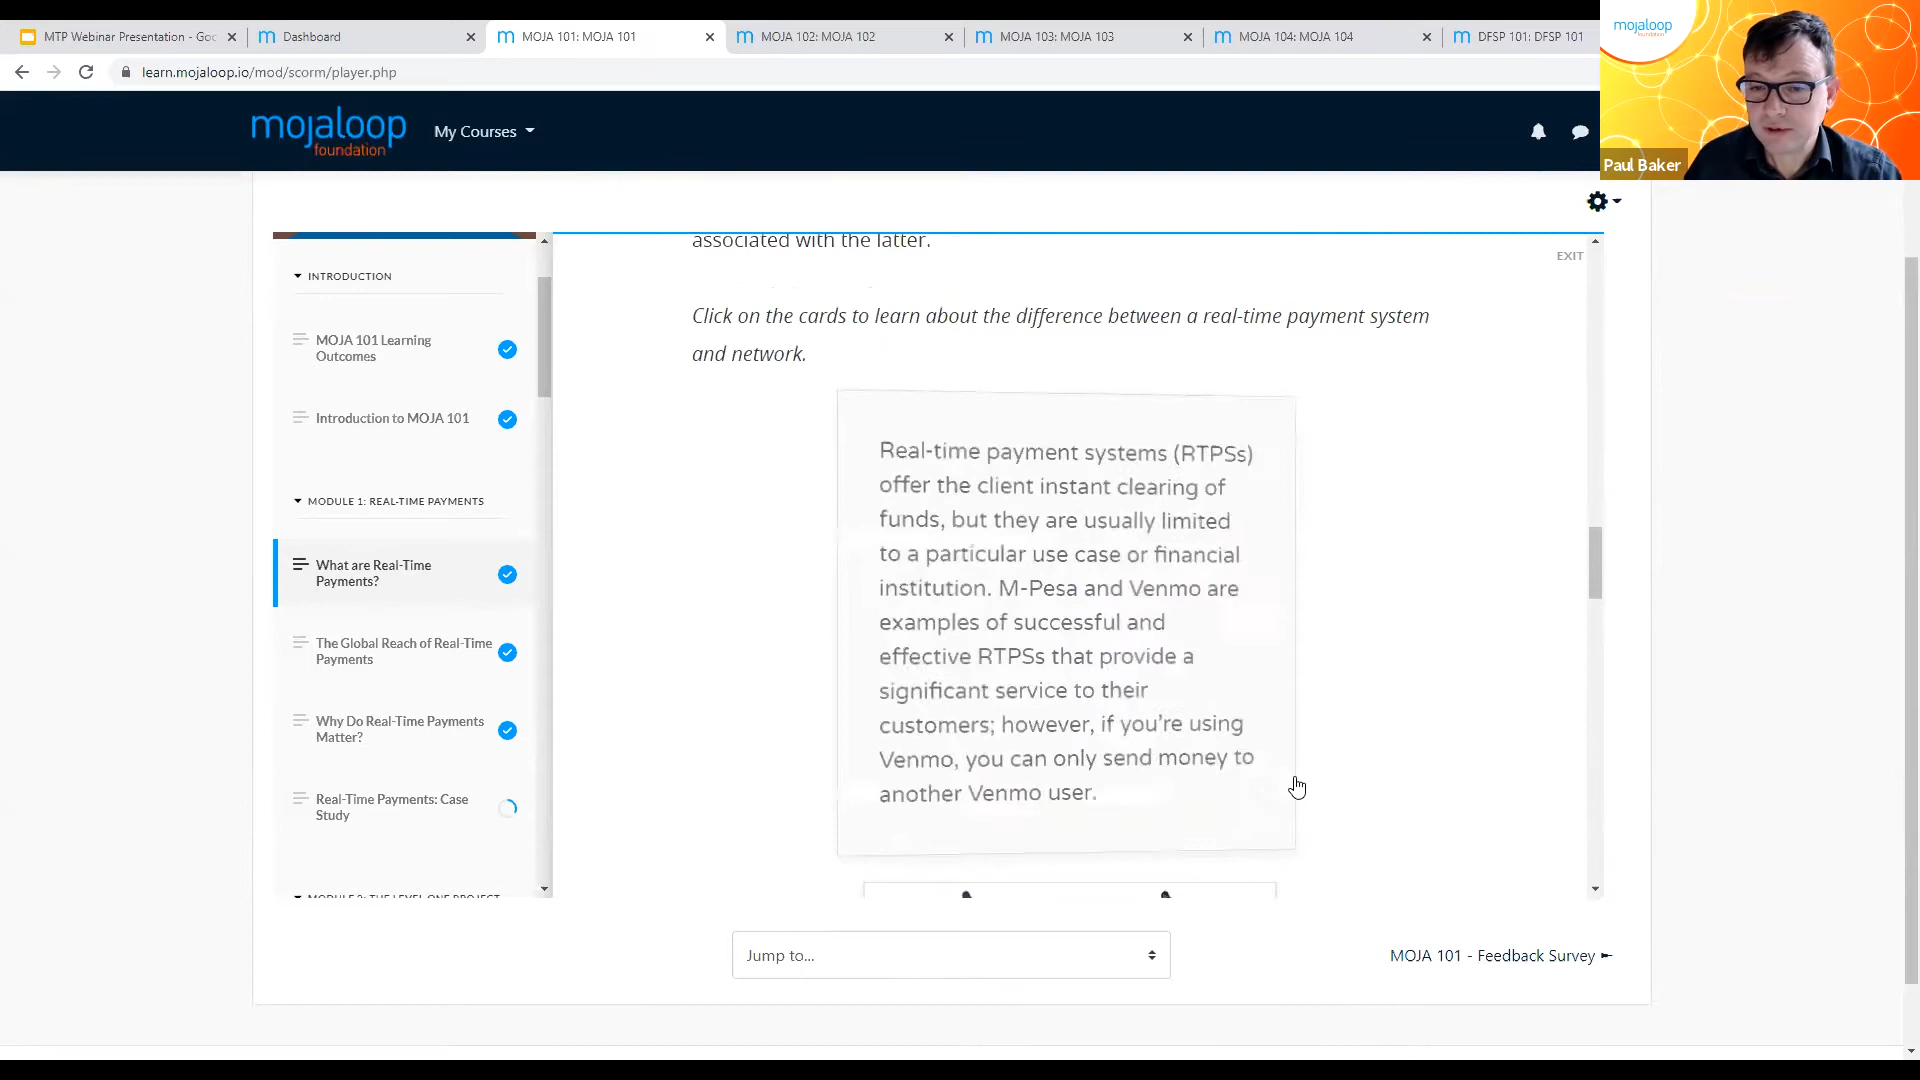 MTP Webinar Presentation - Goo
Dashboard
MOJA 101: MOJA 101
MOJA 102: MOJA 102
MOJA 103: MOJA 103
MOJA 104: MOJA 104
DFSP 101: DFSP 101
learn.mojaloop.io/mod/scorm/player.php
mojaloop
foundation
Paul Baker
mojaloop
foundation
My Courses
associated with the latter.
EXIT
Click on the cards to learn about the difference between a real-time payment system
and network.
INTRODUCTION
MOJA 101 Learning
Outcomes
Introduction to MOJA 101
MODULE 1: REAL-TIME PAYMENTS
What are Real-Time
Payments?
The Global Reach of Real-Time
Payments
Why Do Real-Time Payments
Matter?
Real-Time Payments: Case
Study
MODULE 2: THE LEVEL ONE PROJECT
Real-time payment systems (RTPSs)
offer the client instant clearing of
funds, but they are usually limited
to a particular use case or financial
institution. M-Pesa and Venmo are
examples of successful and
effective RTPSs that provide a
significant service to their
customers; however, if you're using
Venmo, you can only send money to
another Venmo user.
Jump to...
MOJA 101 - Feedback Survey